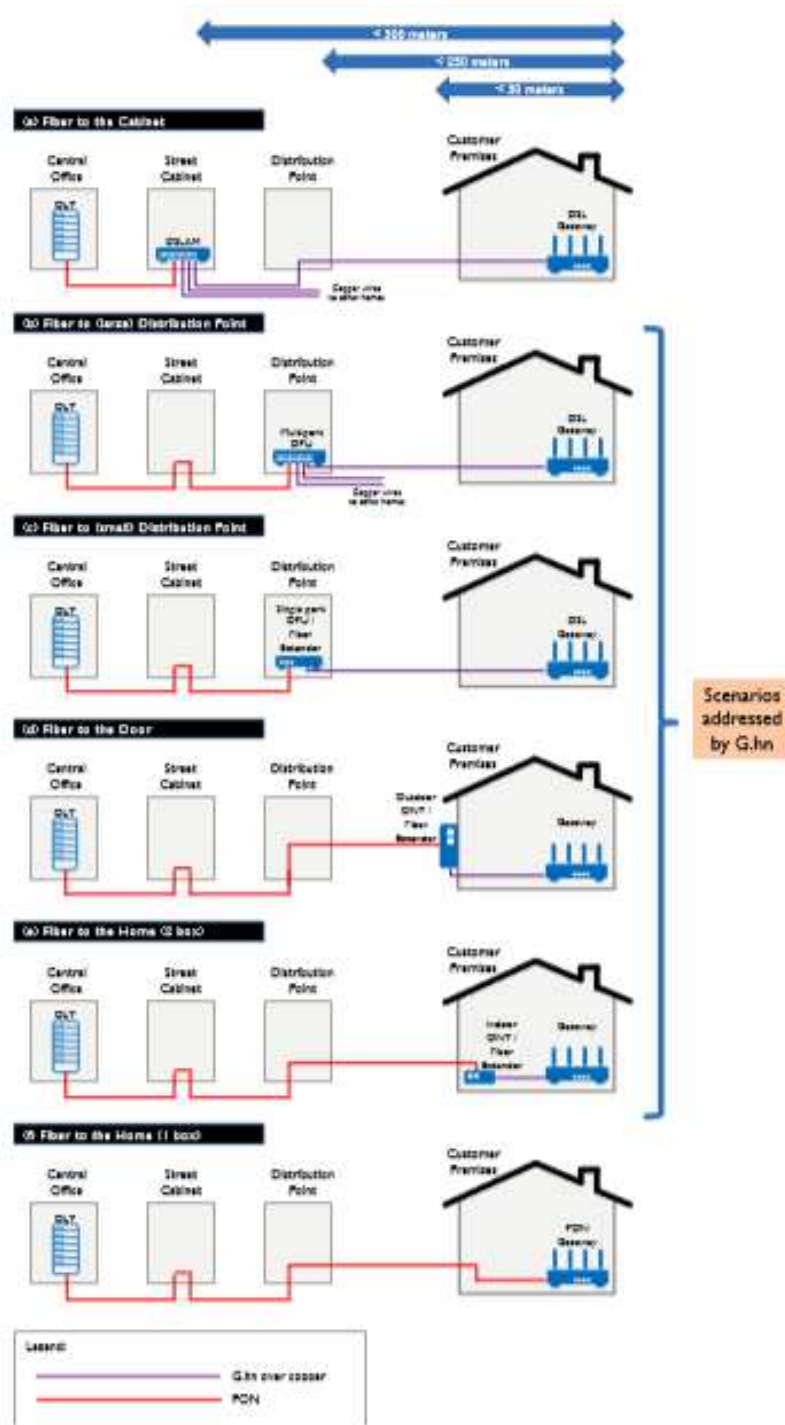 meters
< 250 meters
meters
(a) Fiber to the Cabinet
Central
Office
Street
Cabinet
Distribution
Point
Customer
Premises
OLT
DSLAM
DSL
Gateway
Copper wires
to other homes
(b) Fiber to (large) Distribution Point
Central
Office
Street
Cabinet
Distribution
Point
Customer
Premises
OLT
Multi-port
DPU
DSL
Gateway
Copper wires
to other homes
(c) Fiber to (small) Distribution Point
Central
Office
Street
Cabinet
Distribution
Point
Customer
Premises
OLT
Single port
DPU /
Fiber
Extender
DSL
Gateway
Scenarios
addressed
by G.hn
(d) Fiber to the Door
Central
Office
Street
Cabinet
Distribution
Point
Customer
Premises
OLT
Outdoor
ONT /
Fiber
Extender
Gateway
(e) Fiber to the Home (2 box)
Central
Office
Street
Cabinet
Distribution
Point
Customer
Premises
OLT
Indoor
ONT /
Fiber
Extender
Gateway
(f) Fiber to the Home (1 box)
Central
Office
Street
Cabinet
Distribution
Point
Customer
Premises
OLT
PON
Gateway
Legend:
G.hn over copper
PON